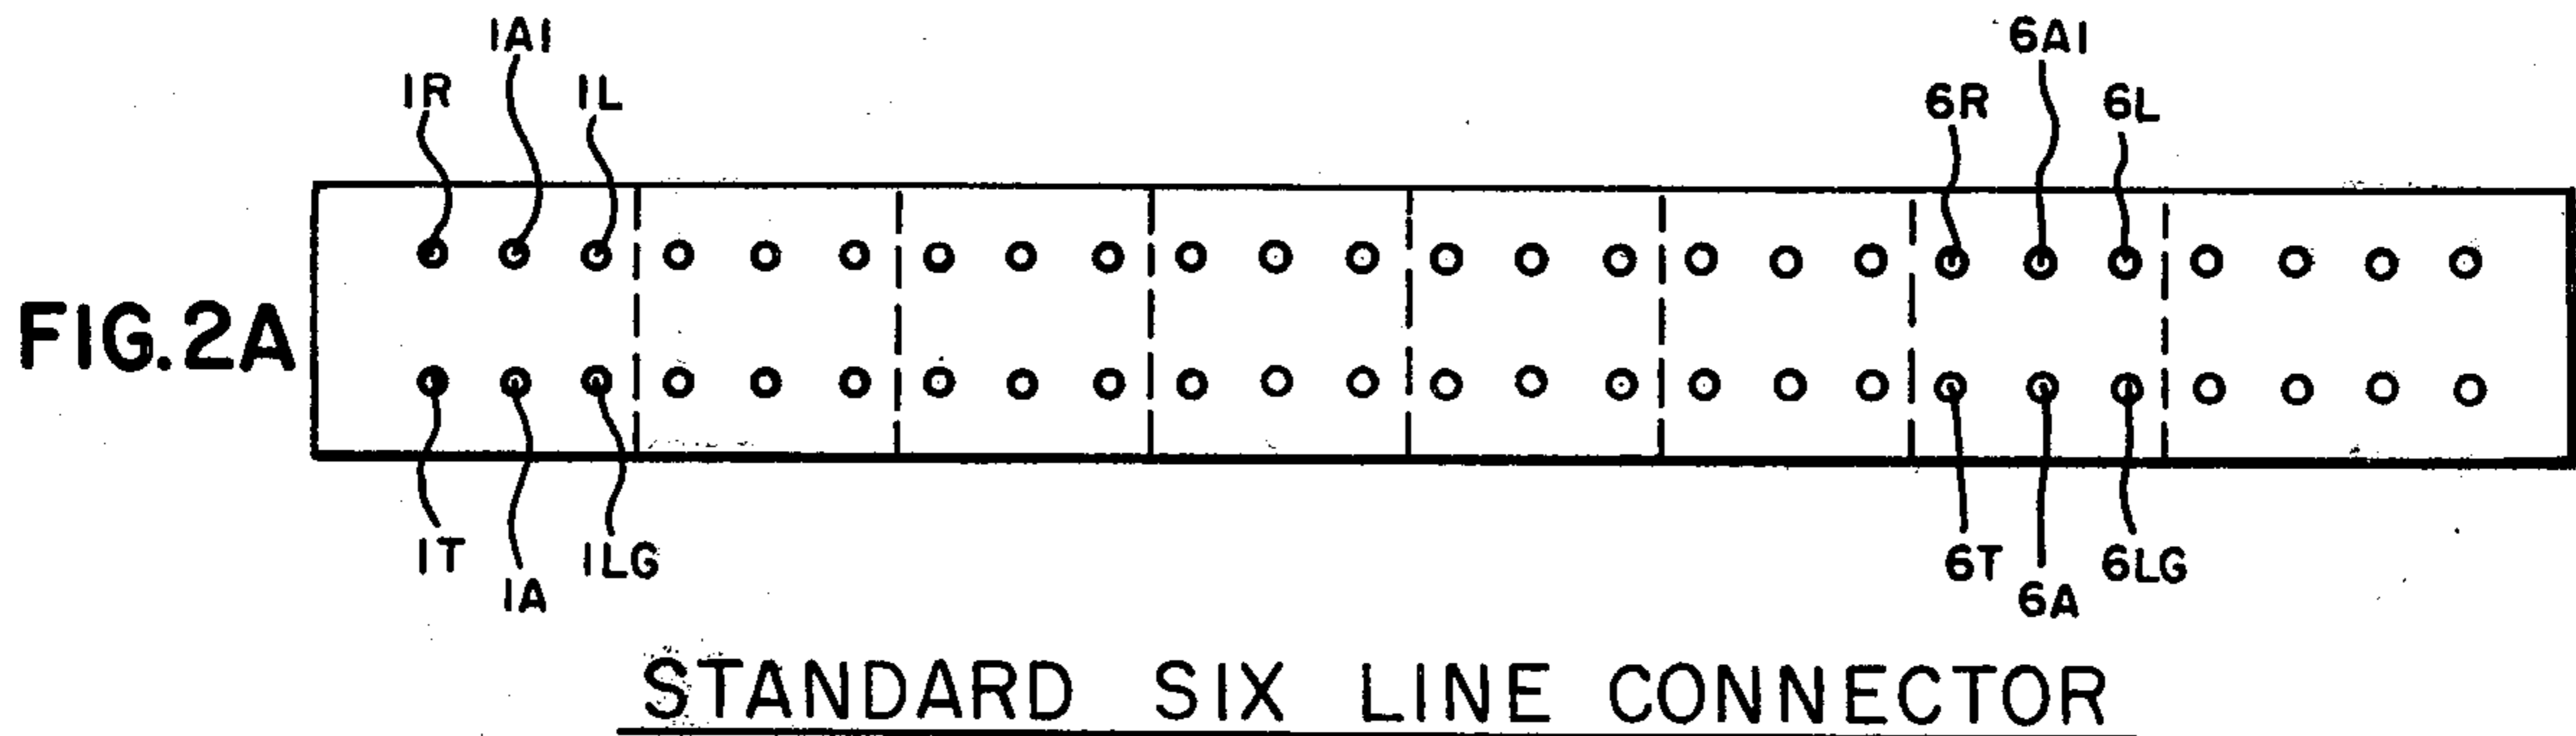 1A1
6A1
1R
1L
6R
6L
FIG.2A
1T
1LG
6T
6LG
1A
6A
STANDARD SIX LINE CONNECTOR